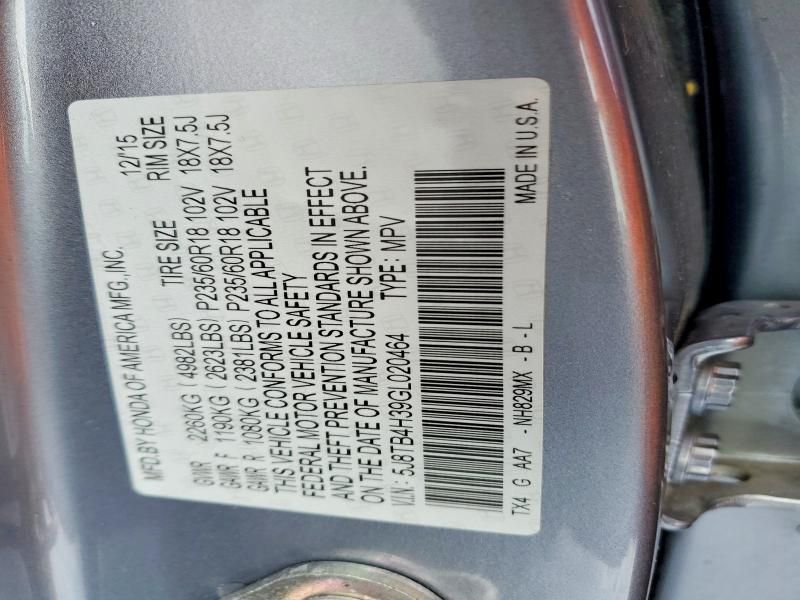 MFD.BY HONDA OF AMERICA MFG.,INC. 12/15
GVWR 2260KG (4982LBS) TIRE SIZE RIM SIZE
GAWR F 1190KG (2623LBS) P235/60R18 102V 18X7.5J
GAWR R 1080KG (2381LBS) P235/60R18 102V 18X7.5J
THIS VEHICLE CONFORMS TO ALL APPLICABLE
FEDERAL MOTOR VEHICLE SAFETY
AND THEFT PREVENTION STANDARDS IN EFFECT
ON THE DATE OF MANUFACTURE SHOWN ABOVE.
V.I.N.: 5J8TB4H39GL020464 TYPE: MPV
TX4 G AA7 - NH829MX - B - L MADE IN U.S.A.